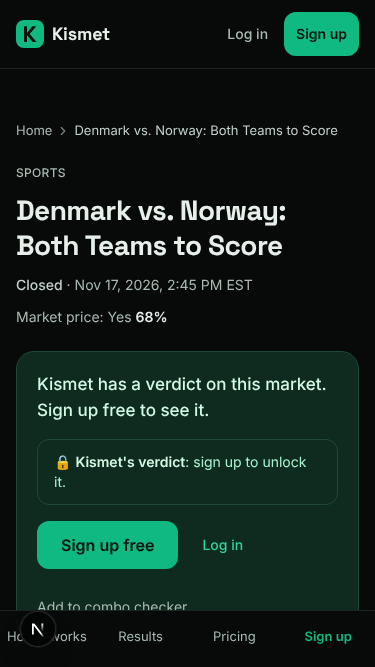 Kismet
Log in
Sign up
Home > Denmark vs. Norway: Both Teams to Score
SPORTS
Denmark vs. Norway:
Both Teams to Score
Closed · Nov 17, 2026, 2:45 PM EST
Market price: Yes 68%
Kismet has a verdict on this market.
Sign up free to see it.
🔒 Kismet's verdict: sign up to unlock
it.
Sign up free
Log in
Add to combo checker
works
Results
Pricing
Sign up